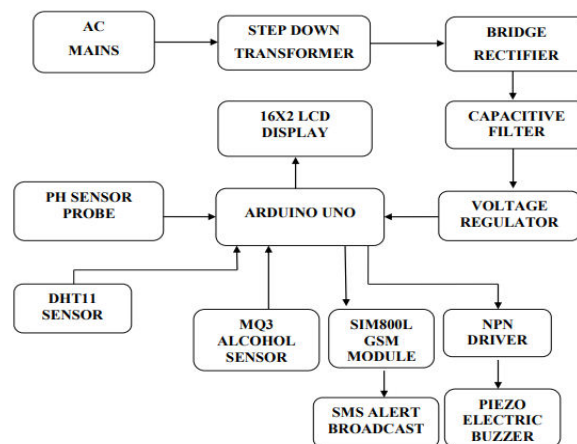 AC
MAINS
STEP DOWN
TRANSFORMER
BRIDGE
RECTIFIER
16X2 LCD
DISPLAY
CAPACITIVE
FILTER
PH SENSOR
PROBE
ARDUINO UNO
VOLTAGE
REGULATOR
DHT11
SENSOR
MQ3
ALCOHOL
SENSOR
SIM800L
GSM
MODULE
NPN
DRIVER
SMS ALERT
BROADCAST
PIEZO
ELECTRIC
BUZZER